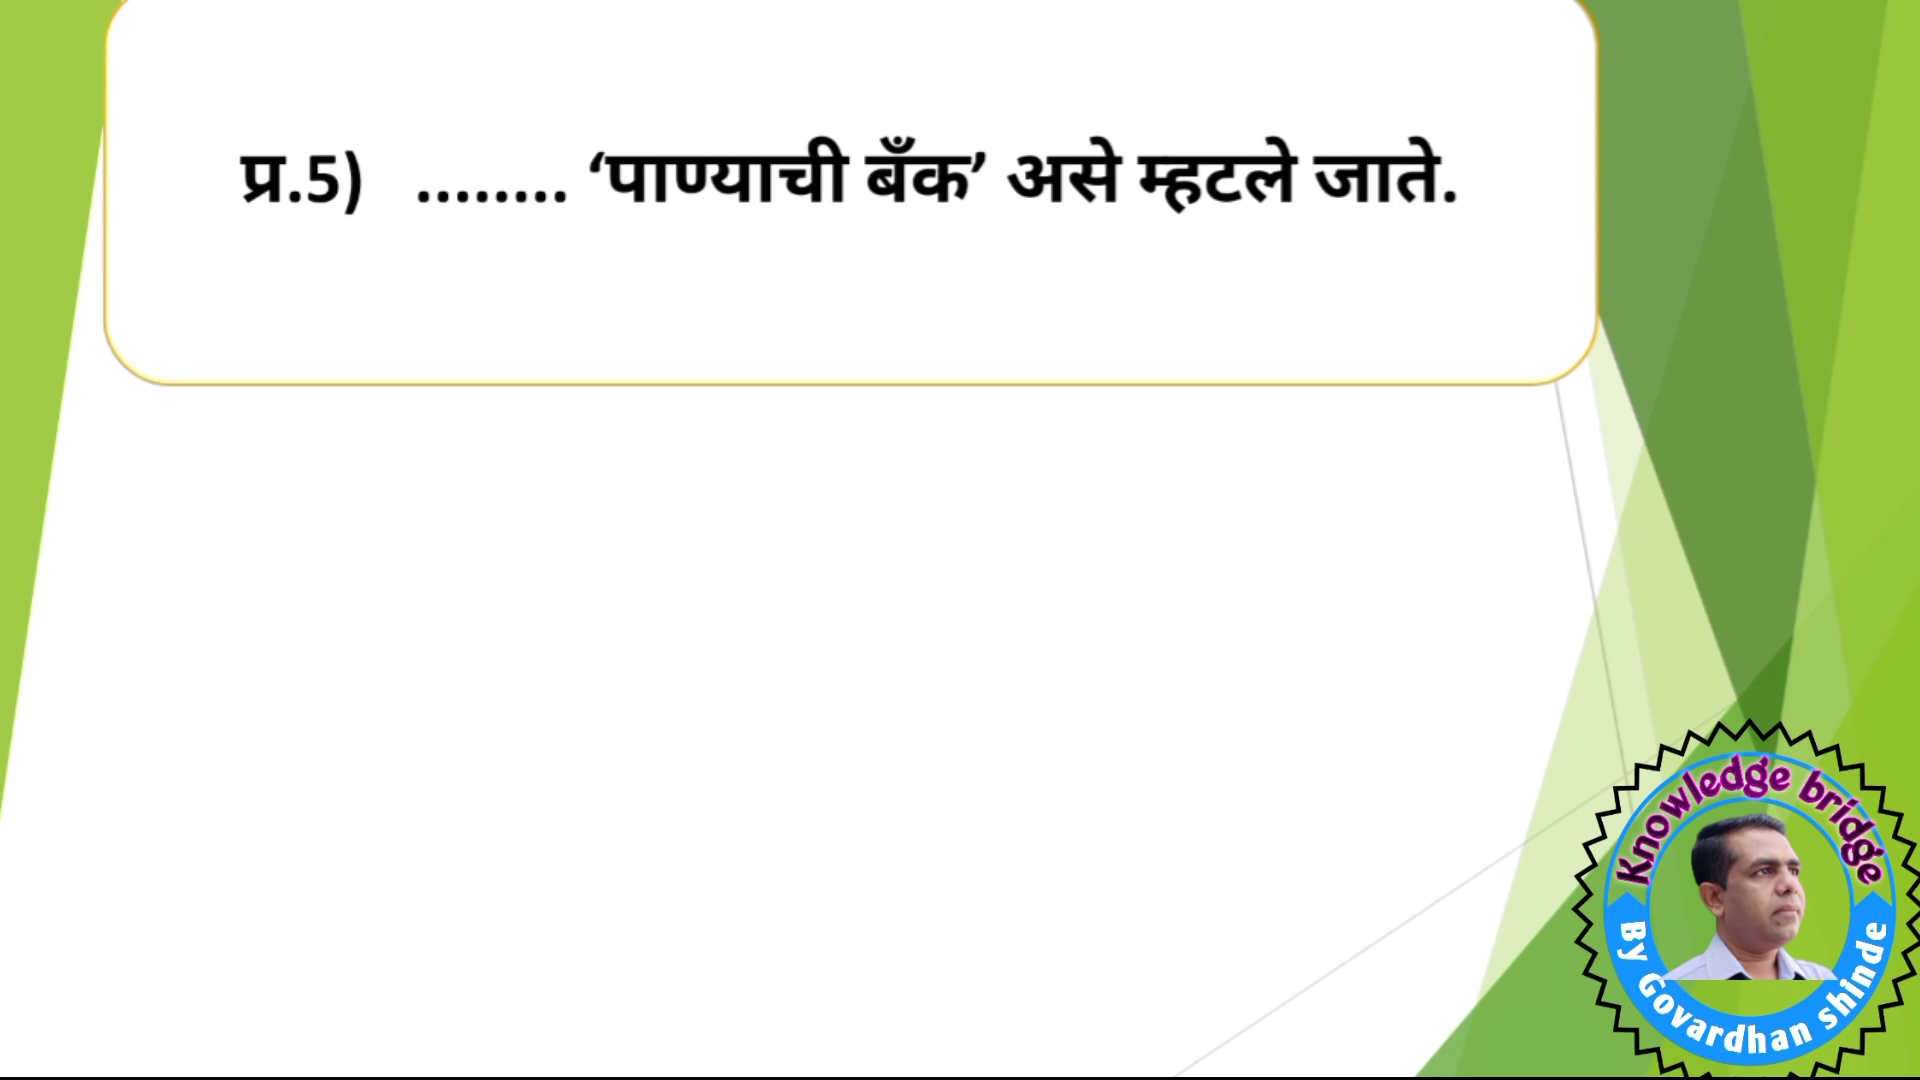 प्र.5) ........ ‘पाण्याची बँक’ असे म्हटले जाते.
Knowledge bridge
By Govardhan shinde